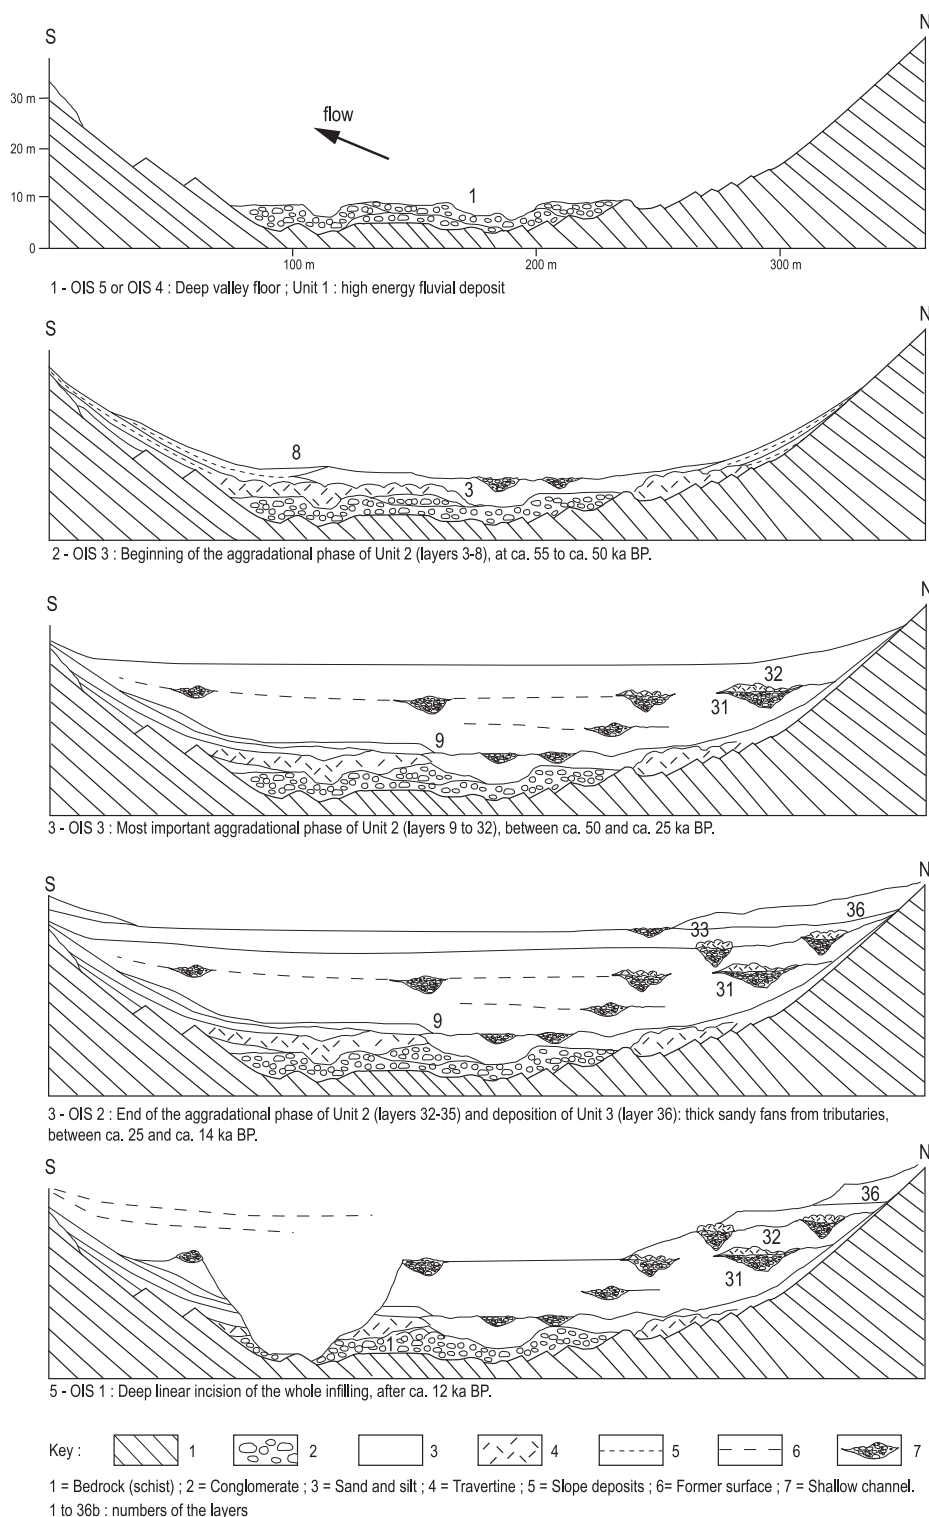 S
N
30 m
20 m
10 m
0
flow
1
100 m
200 m
300 m
1 - OIS 5 or OIS 4 : Deep valley floor ; Unit 1 : high energy fluvial deposit
S
N
8
3
2 - OIS 3 : Beginning of the aggradational phase of Unit 2 (layers 3-8), at ca. 55 to ca. 50 ka BP.
S
N
32
31
9
3 - OIS 3 : Most important aggradational phase of Unit 2 (layers 9 to 32), between ca. 50 and ca. 25 ka BP.
S
N
36
33
31
9
3 - OIS 2 : End of the aggradational phase of Unit 2 (layers 32-35) and deposition of Unit 3 (layer 36): thick sandy fans from tributaries,
between ca. 25 and ca. 14 ka BP.
S
N
36
32
31
1
5 - OIS 1 : Deep linear incision of the whole infilling, after ca. 12 ka BP.
Key : 1 2 3 4 5 6 7
1 = Bedrock (schist) ; 2 = Conglomerate ; 3 = Sand and silt ; 4 = Travertine ; 5 = Slope deposits ; 6= Former surface ; 7 = Shallow channel.
1 to 36b : numbers of the layers